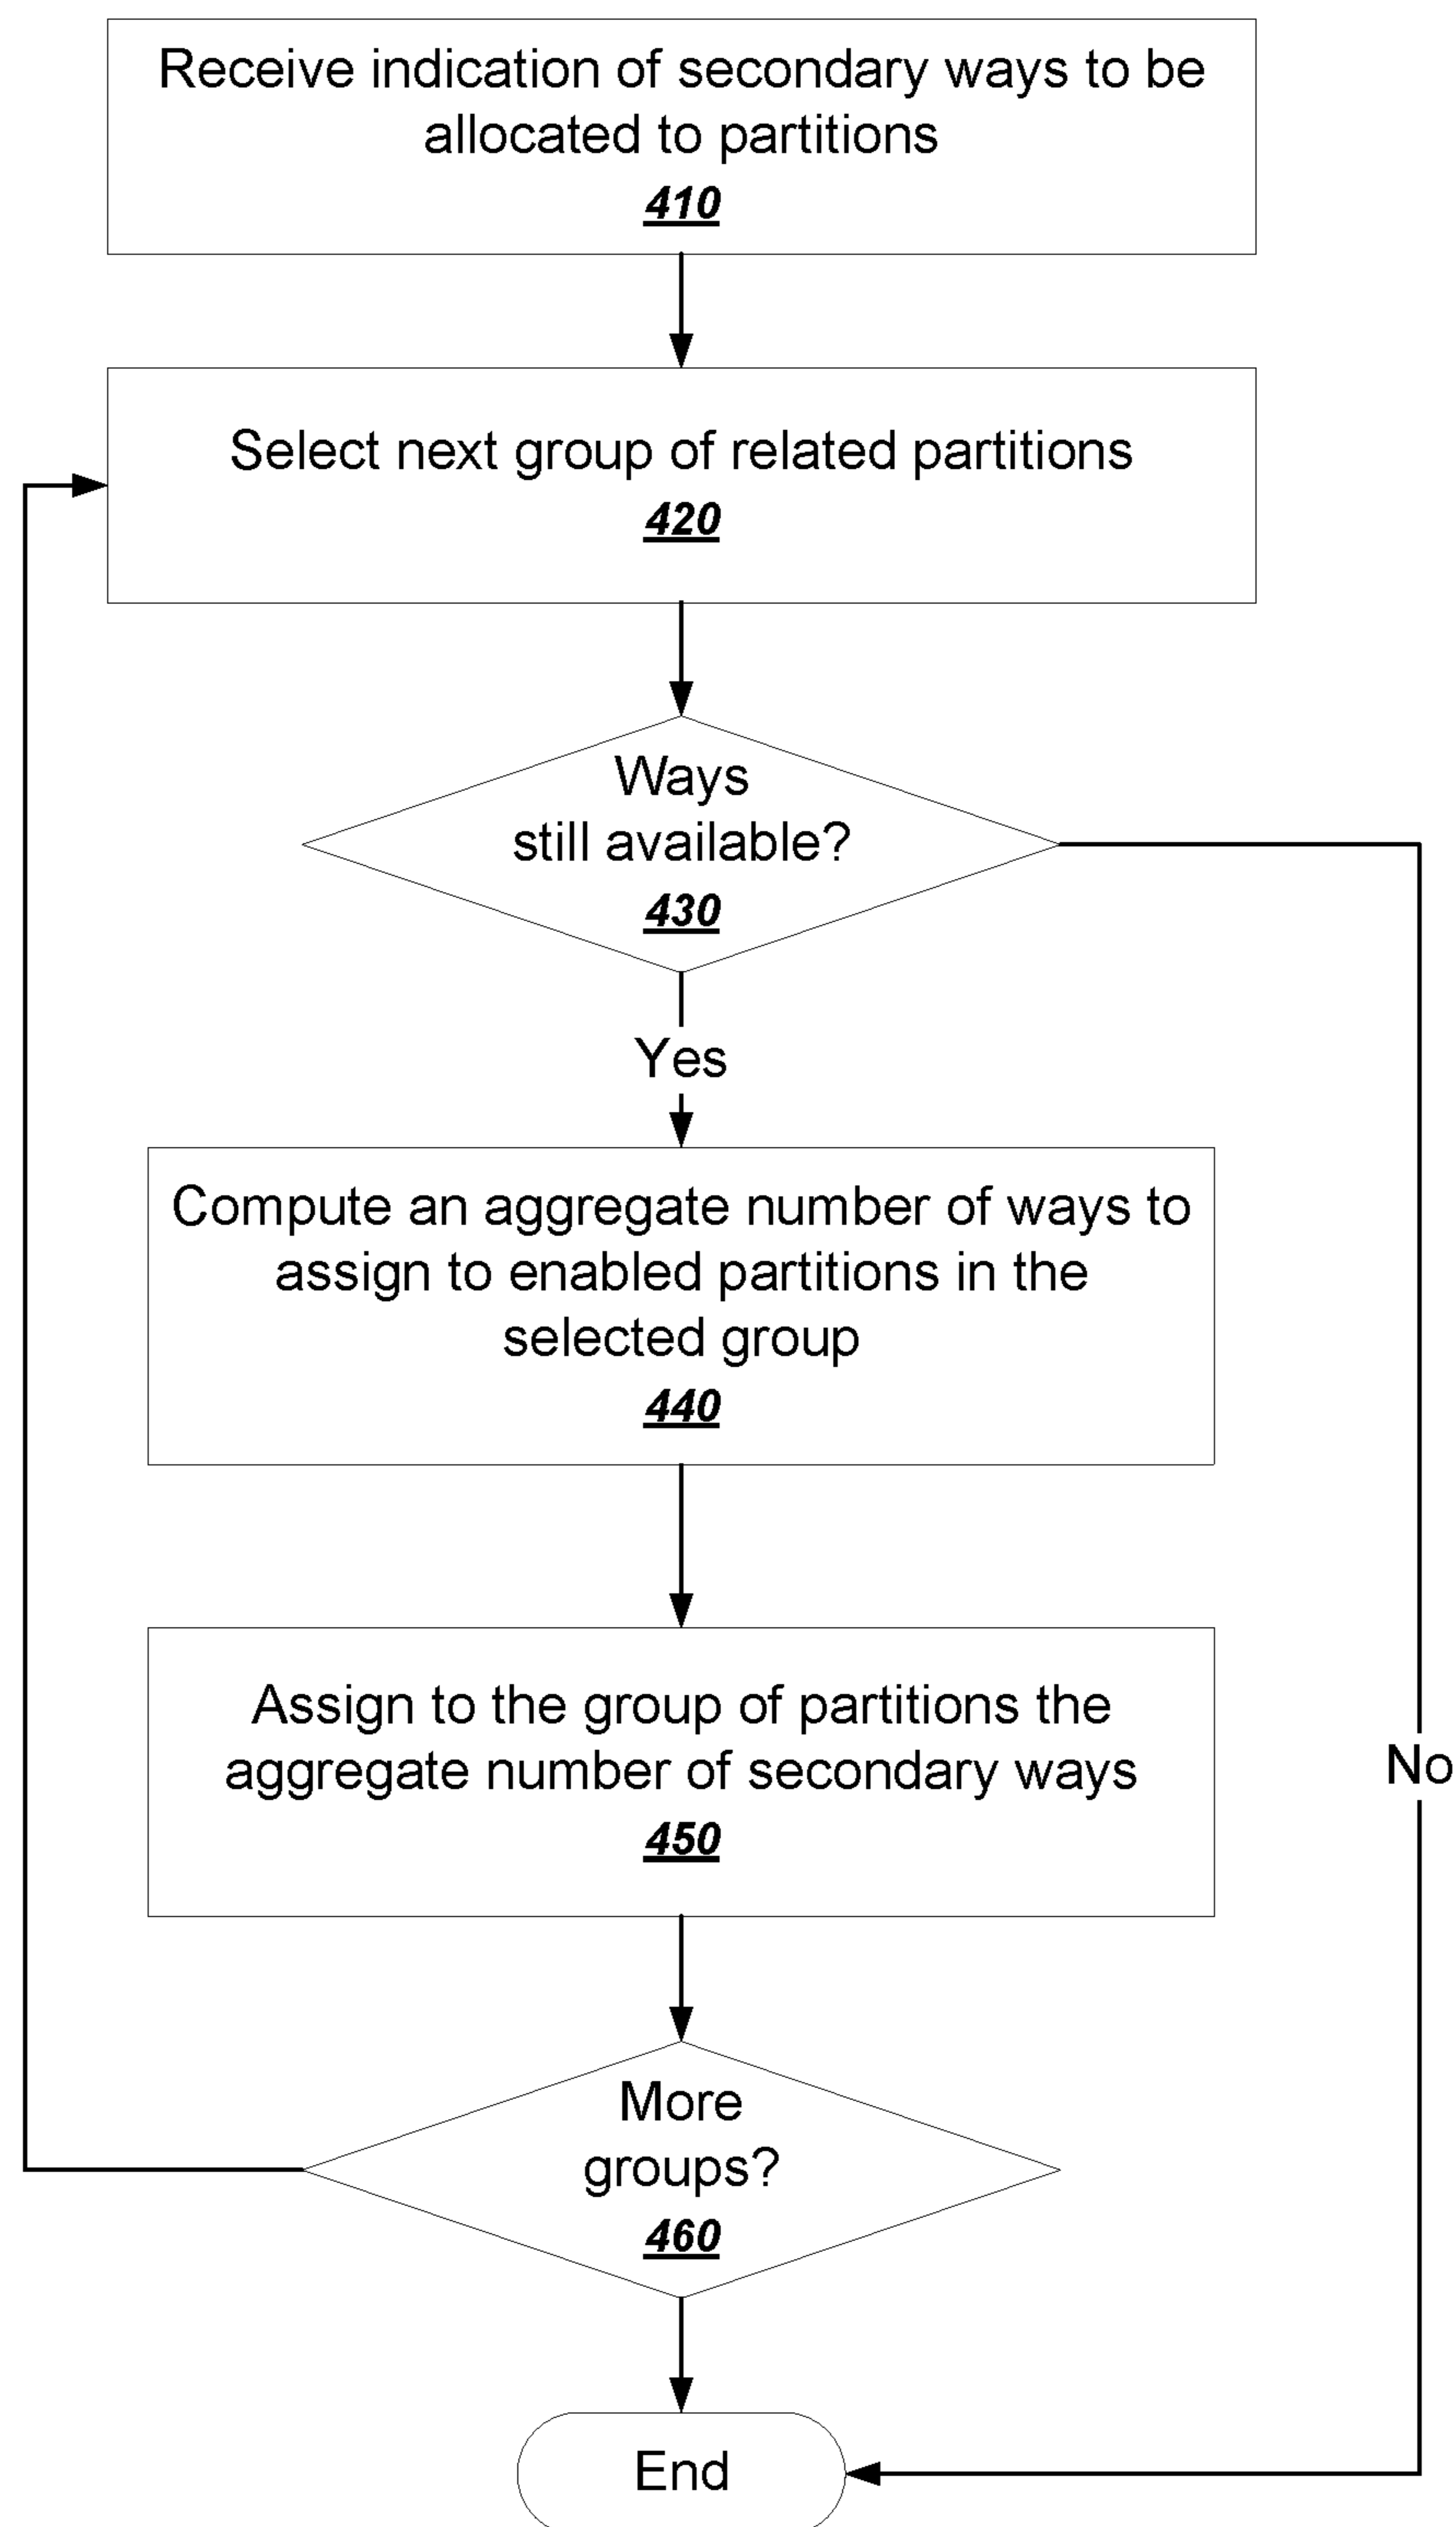 Receive indication of secondary ways to be
allocated to partitions
410
Select next group of related partitions
420
Ways
still available?
430
Yes
Compute an aggregate number of ways to
assign to enabled partitions in the
selected group
440
Assign to the group of partitions the
aggregate number of secondary ways
450
No
More
groups?
460
End